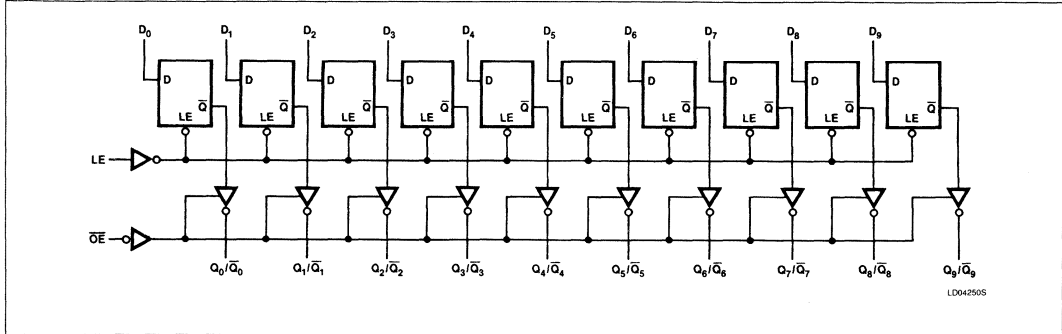 D₀ D₁ D₂ D₃ D₄ D₅ D₆ D₇ D₈ D₉
D D D D D D D D D D
Q̅ Q̅ Q̅ Q̅ Q̅ Q̅ Q̅ Q̅ Q̅ Q̅
LE LE LE LE LE LE LE LE LE LE
LE
O̅E̅
Q₀/Q̅₀ Q₁/Q̅₁ Q₂/Q̅₂ Q₃/Q̅₃ Q₄/Q̅₄ Q₅/Q̅₅ Q₆/Q̅₆ Q₇/Q̅₇ Q₈/Q̅₈ Q₉/Q̅₉
LD04250S